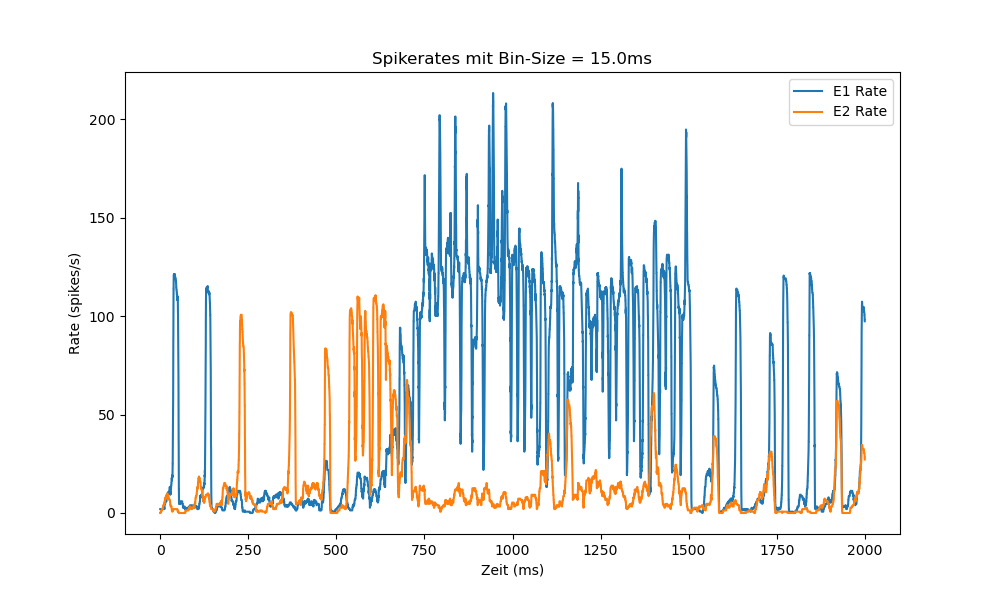 Spikerates mit Bin-Size = 15.0ms
E1 Rate
E2 Rate
Rate (spikes/s)
200
150
100
50
0
0 250 500 750 1000 1250 1500 1750 2000
Zeit (ms)